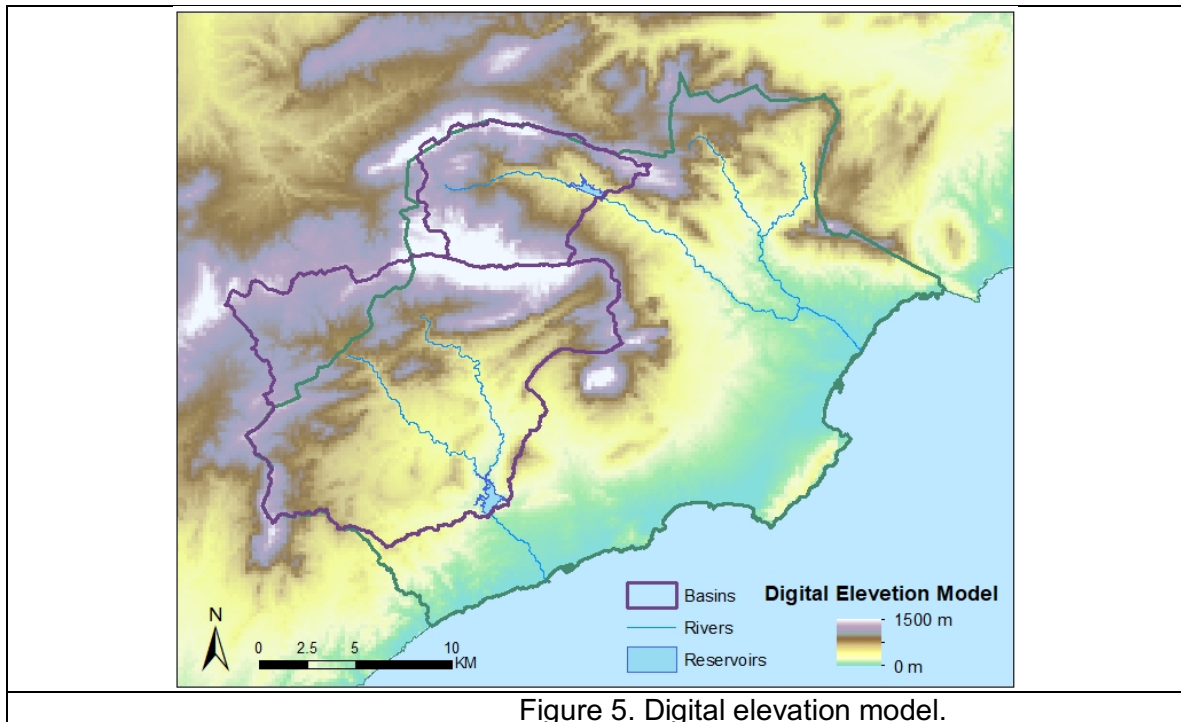 N
0 2.5 5 10
KM
Basins
Rivers
Reservoirs
Digital Elevetion Model
1500 m
0 m
Figure 5. Digital elevation model.